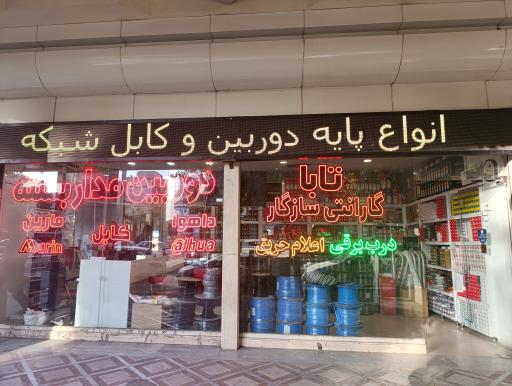 انواع پایه دوربین و کابل شبکه
تابا
گارانتی سازگار
درب برقی اعلام حریق
دوربین مدار بسته
داهوا
alhua
کابل
مارین
Marin